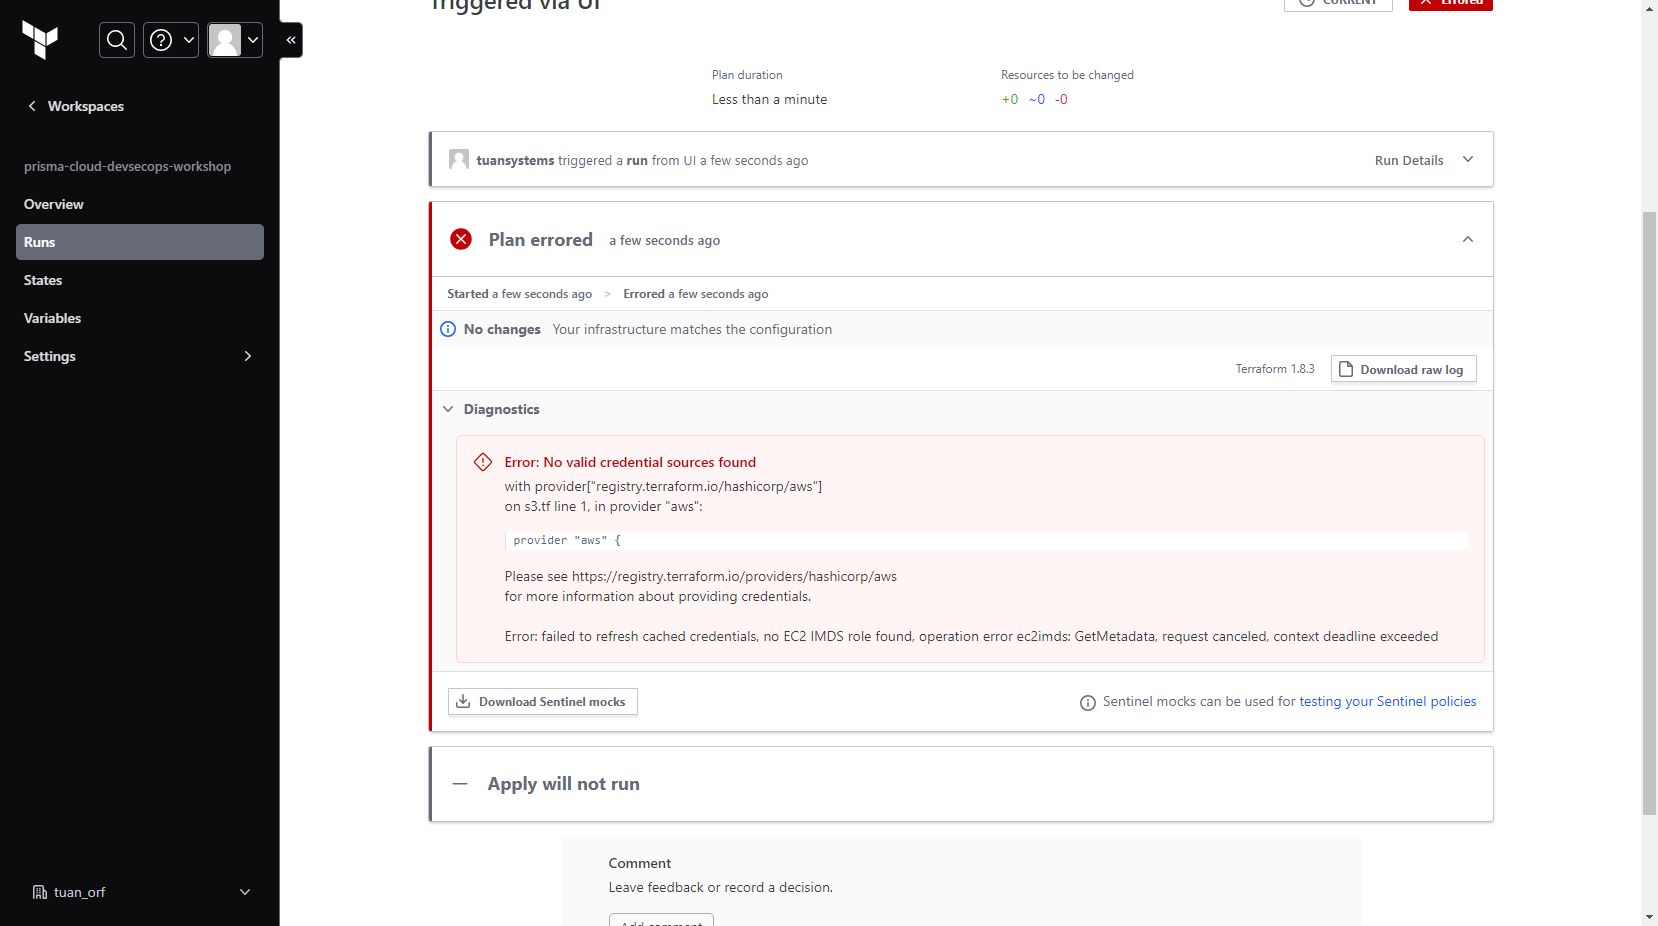 Triggered via UI
CURRENT
Errored
Workspaces
prisma-cloud-devsecops-workshop
Overview
Runs
States
Variables
Settings
tuan_orf
Plan duration
Less than a minute
Resources to be changed
+0 ~0 -0
tuansystems triggered a run from UI a few seconds ago
Run Details
Plan errored a few seconds ago
Started a few seconds ago > Errored a few seconds ago
No changes Your infrastructure matches the configuration
Terraform 1.8.3
Download raw log
Diagnostics
Error: No valid credential sources found
with provider["registry.terraform.io/hashicorp/aws"]
on s3.tf line 1, in provider "aws":
provider "aws" {
Please see https://registry.terraform.io/providers/hashicorp/aws
for more information about providing credentials.
Error: failed to refresh cached credentials, no EC2 IMDS role found, operation error ec2imds: GetMetadata, request canceled, context deadline exceeded
Download Sentinel mocks
Sentinel mocks can be used for testing your Sentinel policies
Apply will not run
Comment
Leave feedback or record a decision.
Add comment